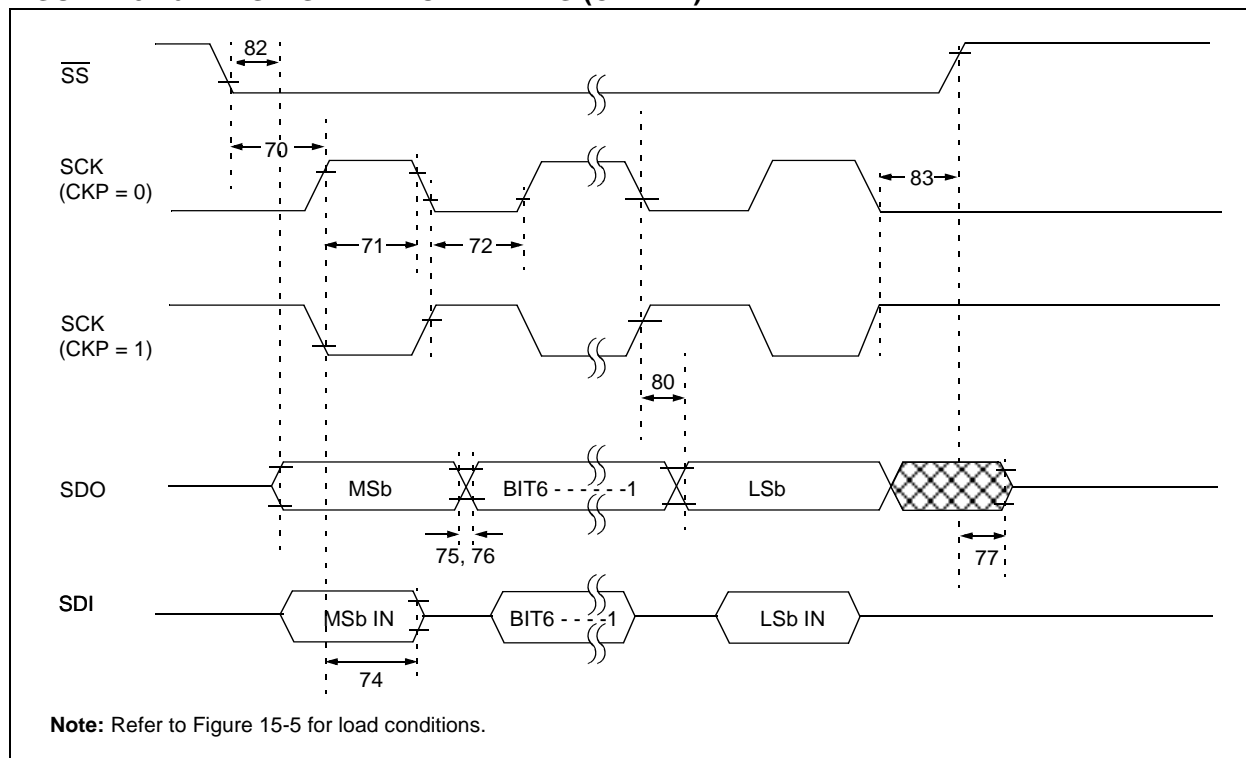 82
SS
70
SCK
(CKP = 0)
83
71
72
SCK
(CKP = 1)
80
SDO
MSb
BIT6 - - - - - -1
LSb
75, 76
77
SDI
MSb IN
BIT6 - - - -1
LSb IN
74
Note: Refer to Figure 15-5 for load conditions.